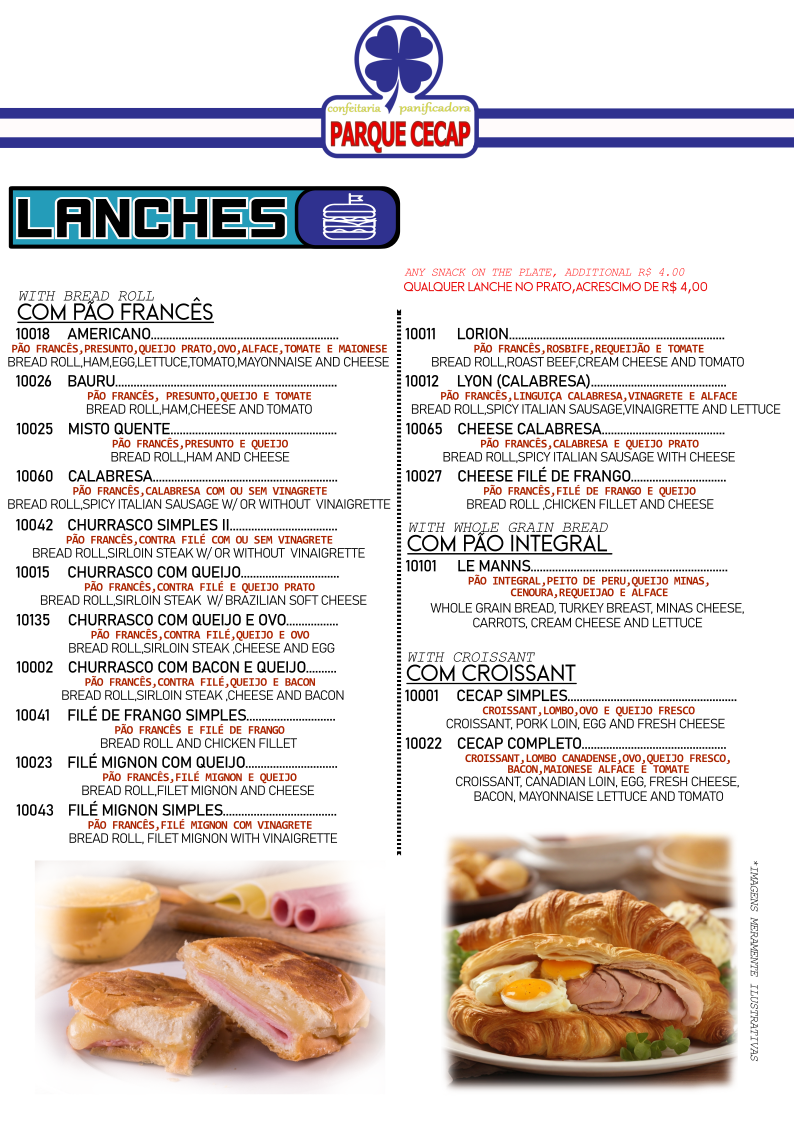 confeitaria panificadora
PARQUE CECAP
LANCHES
ANY SNACK ON THE PLATE, ADDITIONAL R$ 4.00
QUALQUER LANCHE NO PRATO,ACRESCIMO DE R$ 4,00
WITH BREAD ROLL
COM PÃO FRANCÊS
10018 AMERICANO
PÃO FRANCÊS,PRESUNTO,QUEIJO PRATO,OVO,ALFACE,TOMATE E MAIONESE
BREAD ROLL,HAM,EGG,LETTUCE,TOMATO,MAYONNAISE AND CHEESE
10026 BAURU
PÃO FRANCÊS, PRESUNTO,QUEIJO E TOMATE
BREAD ROLL,HAM,CHEESE AND TOMATO
10025 MISTO QUENTE
PÃO FRANCÊS,PRESUNTO E QUEIJO
BREAD ROLL,HAM AND CHEESE
10060 CALABRESA
PÃO FRANCÊS,CALABRESA COM OU SEM VINAGRETE
BREAD ROLL,SPICY ITALIAN SAUSAGE W/ OR WITHOUT VINAIGRETTE
10042 CHURRASCO SIMPLES II
PÃO FRANCÊS,CONTRA FILÉ COM OU SEM VINAGRETE
BREAD ROLL,SIRLOIN STEAK W/ OR WITHOUT VINAIGRETTE
10015 CHURRASCO COM QUEIJO
PÃO FRANCÊS,CONTRA FILÉ E QUEIJO PRATO
BREAD ROLL,SIRLOIN STEAK W/ BRAZILIAN SOFT CHEESE
10135 CHURRASCO COM QUEIJO E OVO
PÃO FRANCÊS,CONTRA FILÉ,QUEIJO E OVO
BREAD ROLL,SIRLOIN STEAK ,CHEESE AND EGG
10002 CHURRASCO COM BACON E QUEIJO
PÃO FRANCÊS,CONTRA FILÉ,QUEIJO E BACON
BREAD ROLL,SIRLOIN STEAK ,CHEESE AND BACON
10041 FILÉ DE FRANGO SIMPLES
PÃO FRANCÊS E FILÉ DE FRANGO
BREAD ROLL AND CHICKEN FILLET
10023 FILÉ MIGNON COM QUEIJO
PÃO FRANCÊS,FILÉ MIGNON E QUEIJO
BREAD ROLL,FILET MIGNON AND CHEESE
10043 FILÉ MIGNON SIMPLES
PÃO FRANCÊS,FILÉ MIGNON COM VINAGRETE
BREAD ROLL, FILET MIGNON WITH VINAIGRETTE
10011 LORION
PÃO FRANCÊS,ROSBIFE,REQUEIJÃO E TOMATE
BREAD ROLL,ROAST BEEF,CREAM CHEESE AND TOMATO
10012 LYON (CALABRESA)
PÃO FRANCÊS,LINGUIÇA CALABRESA,VINAGRETE E ALFACE
BREAD ROLL,SPICY ITALIAN SAUSAGE,VINAIGRETTE AND LETTUCE
10065 CHEESE CALABRESA
PÃO FRANCÊS,CALABRESA E QUEIJO PRATO
BREAD ROLL,SPICY ITALIAN SAUSAGE WITH CHEESE
10027 CHEESE FILÉ DE FRANGO
PÃO FRANCÊS,FILÉ DE FRANGO E QUEIJO
BREAD ROLL ,CHICKEN FILLET AND CHEESE
WITH WHOLE GRAIN BREAD
COM PÃO INTEGRAL
10101 LE MANNS
PÃO INTEGRAL,PEITO DE PERU,QUEIJO MINAS,
CENOURA,REQUEIJAO E ALFACE
WHOLE GRAIN BREAD, TURKEY BREAST, MINAS CHEESE,
CARROTS, CREAM CHEESE AND LETTUCE
WITH CROISSANT
COM CROISSANT
10001 CECAP SIMPLES
CROISSANT,LOMBO,OVO E QUEIJO FRESCO
CROISSANT, PORK LOIN, EGG AND FRESH CHEESE
10022 CECAP COMPLETO
CROISSANT,LOMBO CANADENSE,OVO,QUEIJO FRESCO,
BACON,MAIONESE ALFACE E TOMATE
CROISSANT, CANADIAN LOIN, EGG, FRESH CHEESE,
BACON, MAYONNAISE LETTUCE AND TOMATO
*IMAGENS MERAMENTE ILUSTRATIVAS